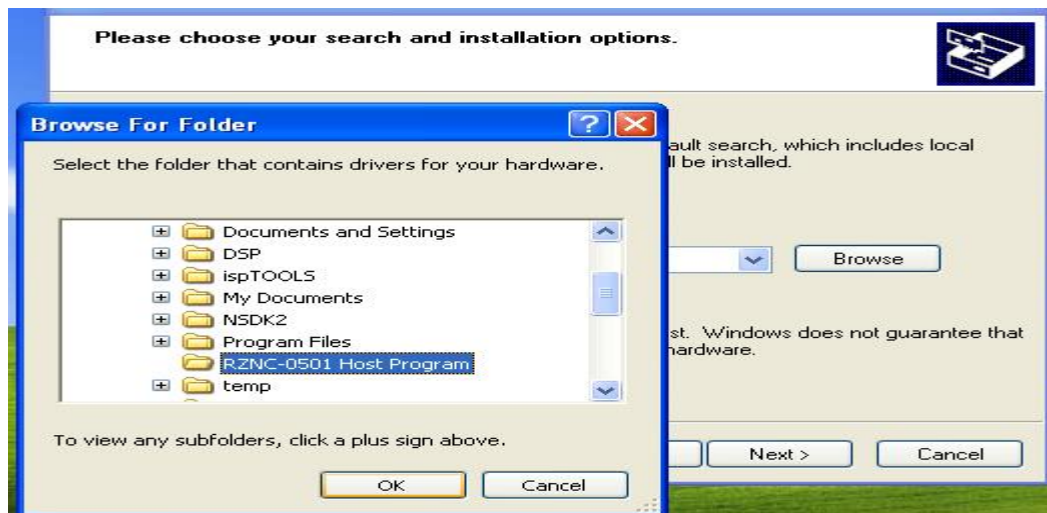 Please choose your search and installation options.
Browse For Folder
Select the folder that contains drivers for your hardware.
ault search, which includes local
be installed.
Documents and Settings
DSP
ispTOOLS
My Documents
NSDK2
Program Files
RZNC-0501 Host Program
temp
Browse
st. Windows does not guarantee that
hardware.
To view any subfolders, click a plus sign above.
OK
Cancel
Next >
Cancel